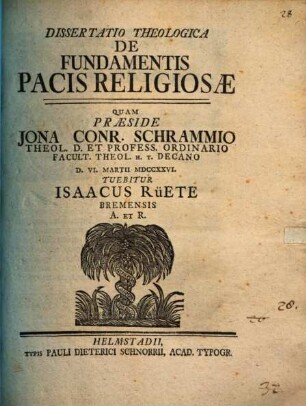 28
DISSERTATIO THEOLOGICA
DE
FUNDAMENTIS
PACIS RELIGIOSÆ
QUAM
PRÆSIDE
JONA CONR. SCHRAMMIO
THEOL. D. ET PROFESS. ORDINARIO
FACULT. THEOL. H. T. DECANO
D. VI. MARTII MDCCXXVI.
TUEBITUR
ISAACUS RüETE
BREMENSIS
A. ET R.
HELMSTADII,
TYPIS PAULI DIETERICI SCHNORRII, ACAD. TYPOGR.